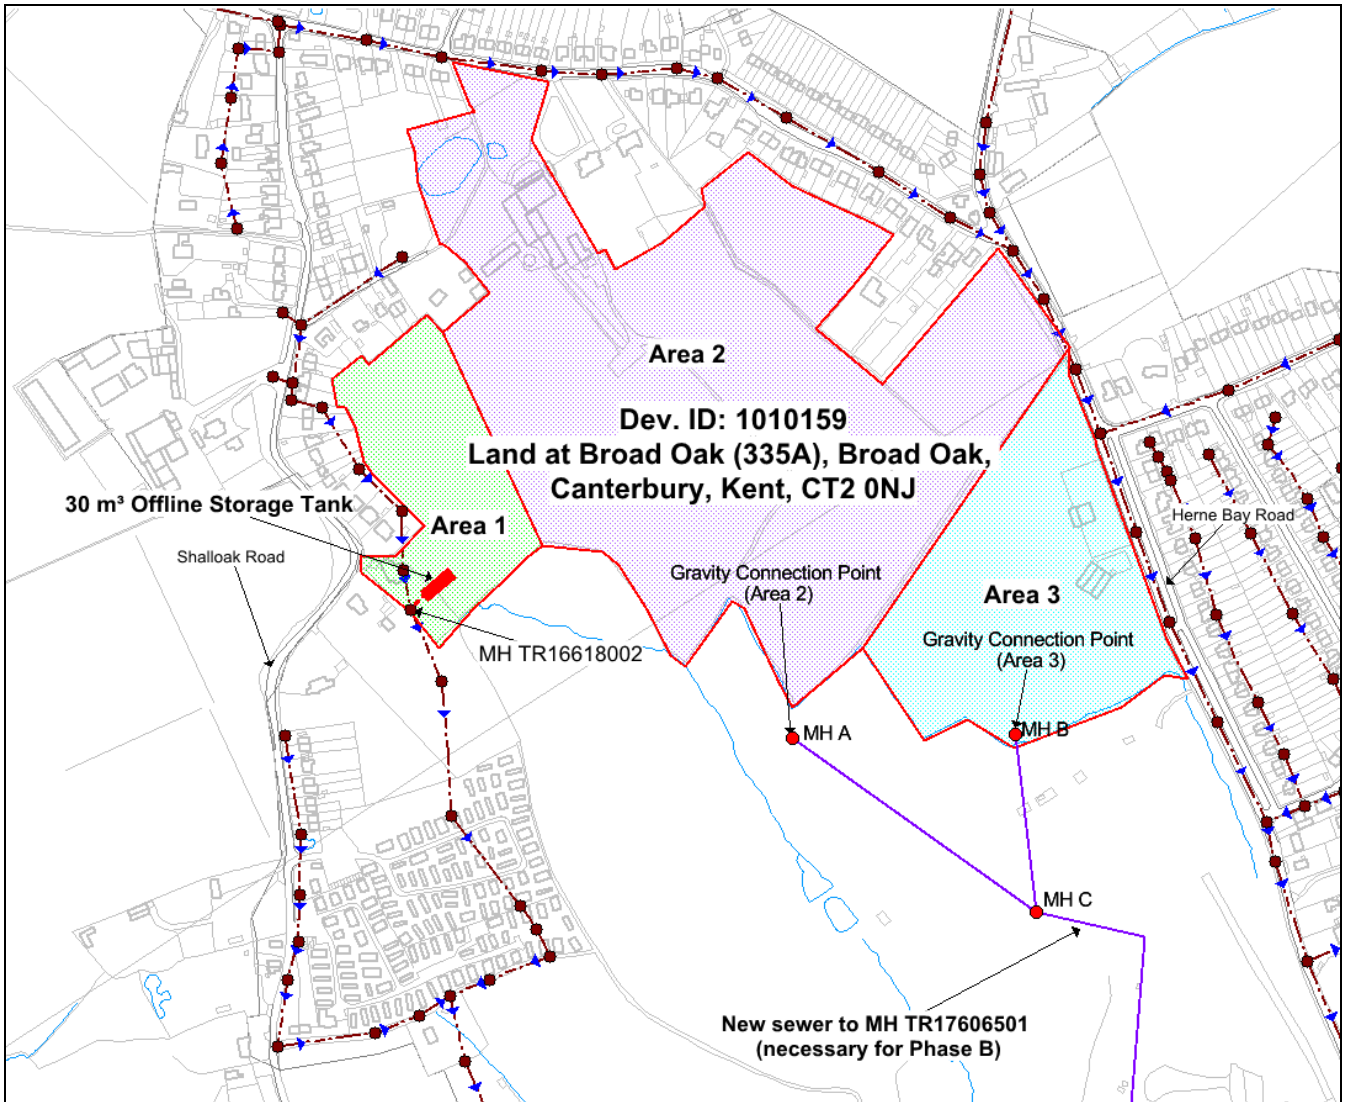 Area 2
Dev. ID: 1010159
Land at Broad Oak (335A), Broad Oak,
Canterbury, Kent, CT2 0NJ
30 m³ Offline Storage Tank
Area 1
Shalloak Road
Herne Bay Road
Gravity Connection Point
(Area 2)
Area 3
Gravity Connection Point
(Area 3)
MH TR16618002
MH A
MH B
MH C
New sewer to MH TR17606501
(necessary for Phase B)